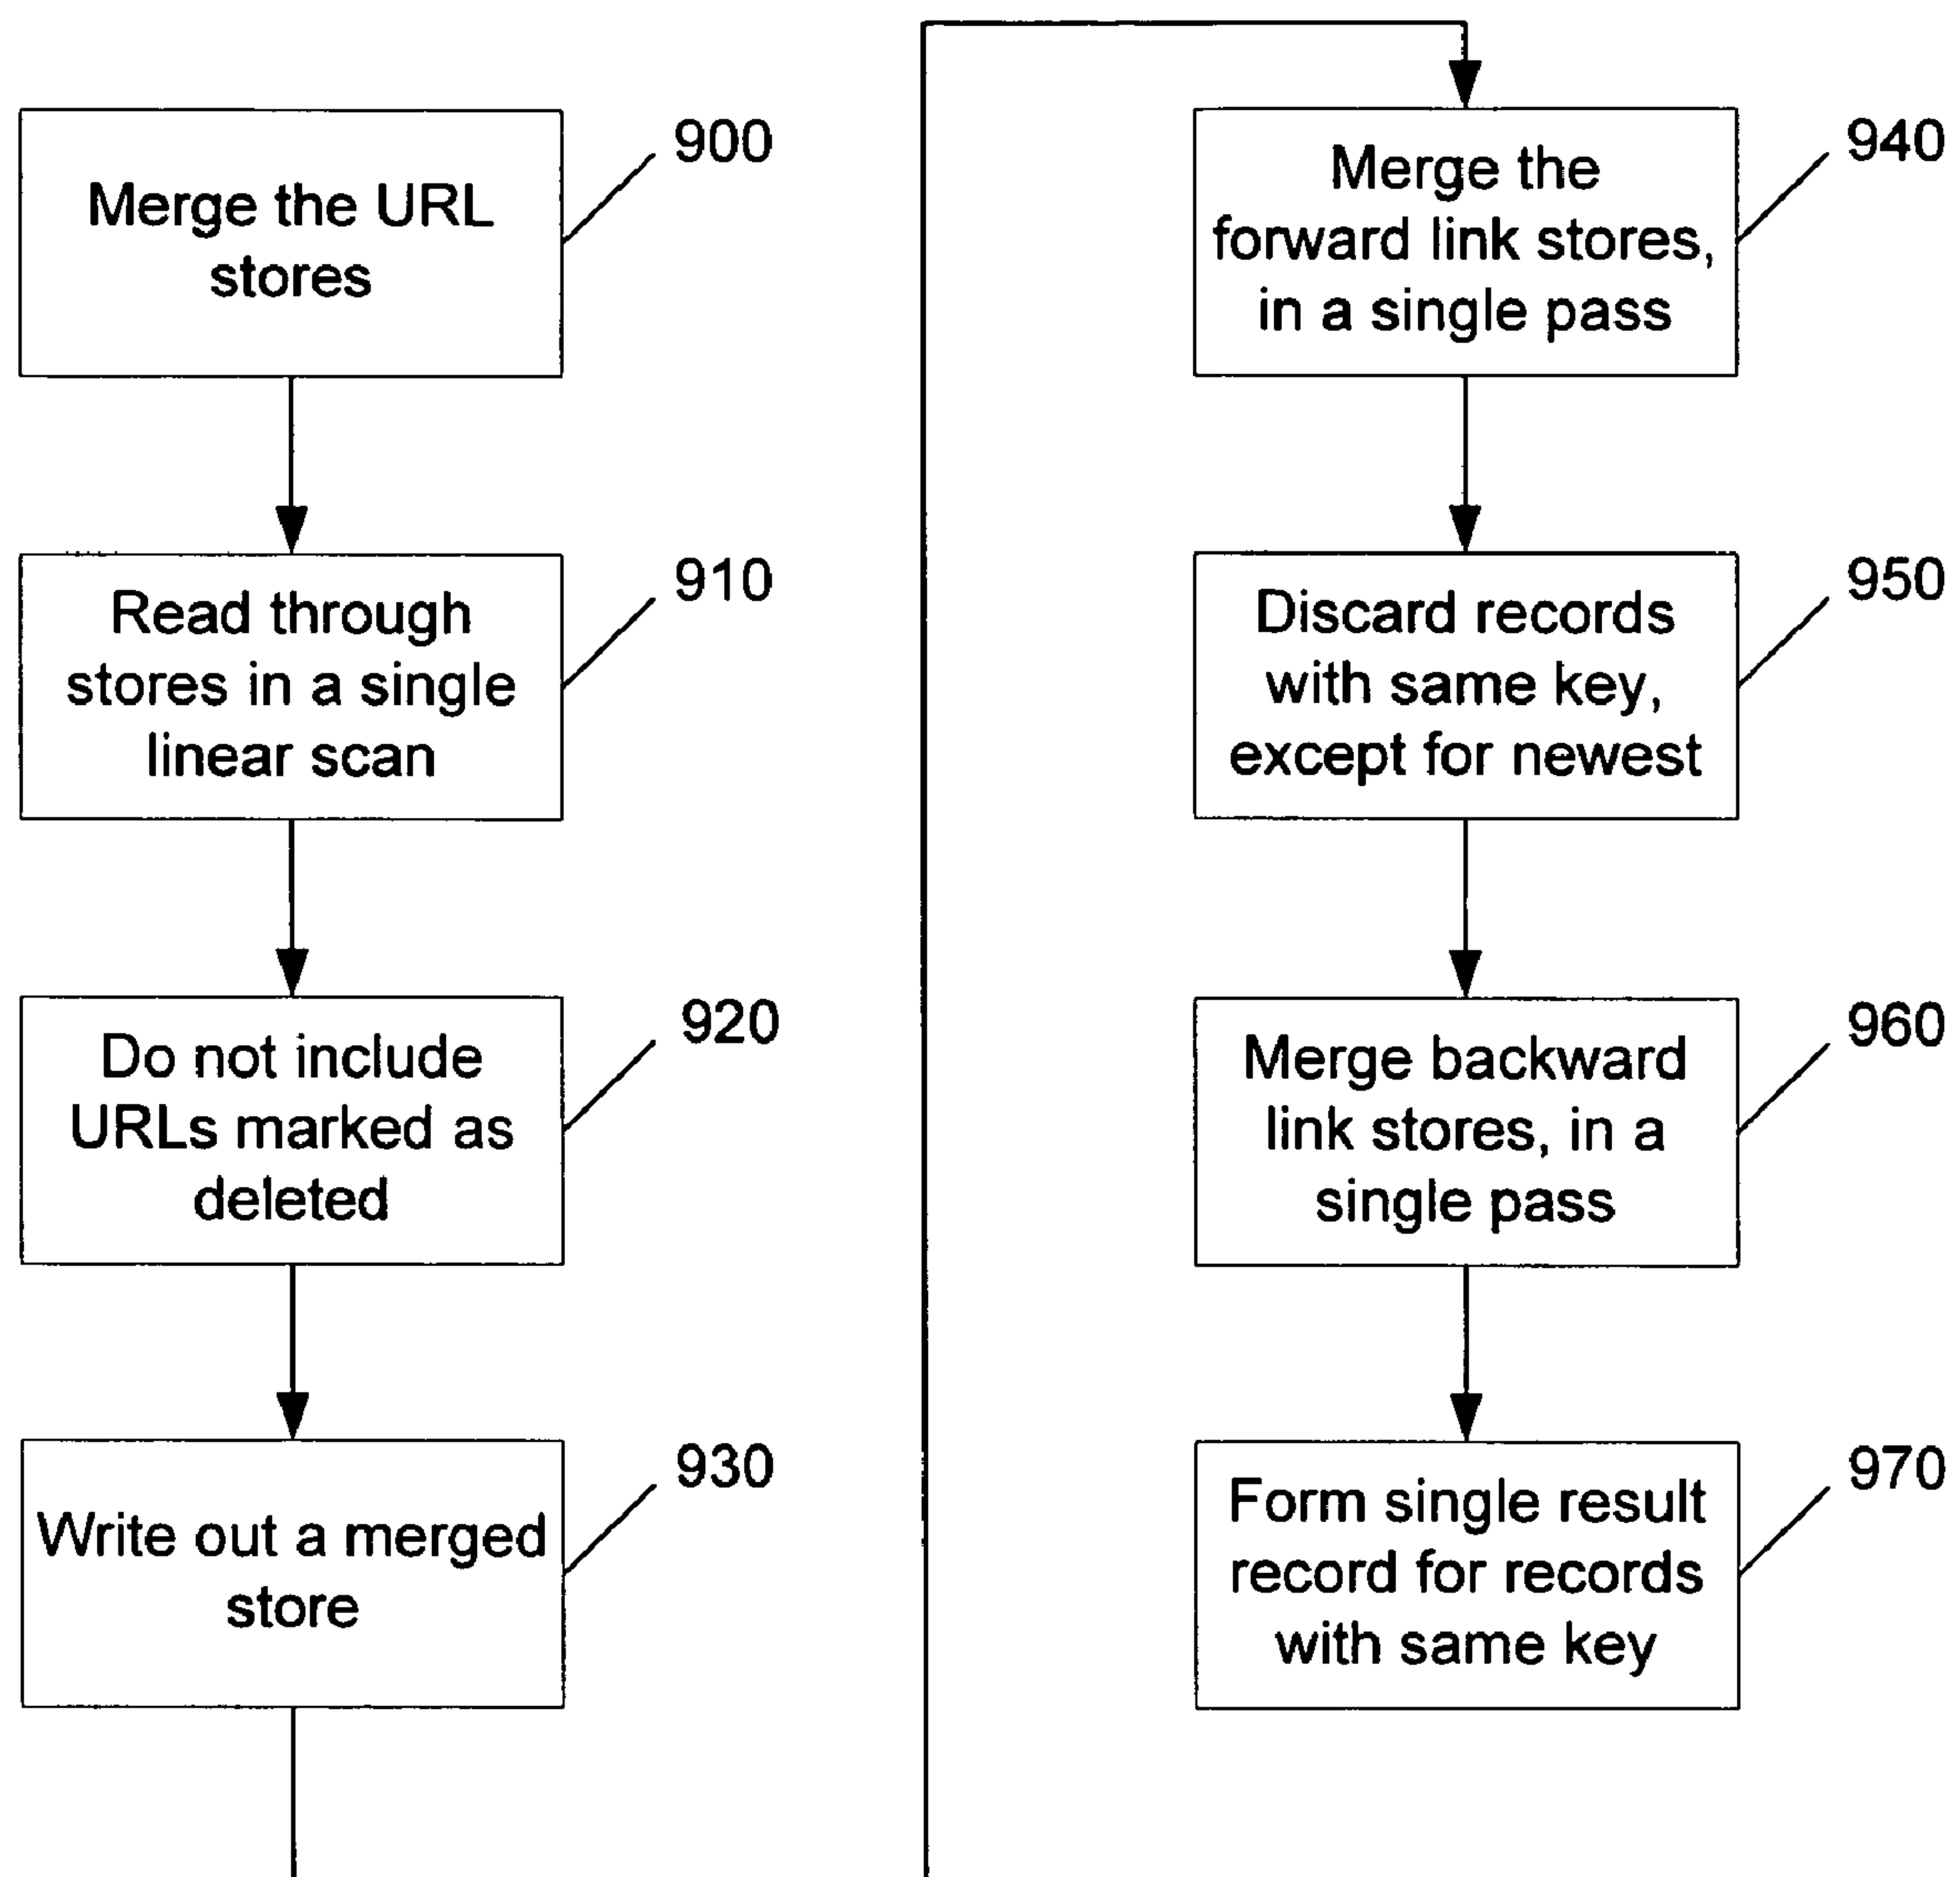 Merge the URL
stores
900
Read through
stores in a single
linear scan
910
Do not include
URLs marked as
deleted
920
Write out a merged
store
930
Merge the
forward link stores,
in a single pass
940
Discard records
with same key,
except for newest
950
Merge backward
link stores, in a
single pass
960
Form single result
record for records
with same key
970